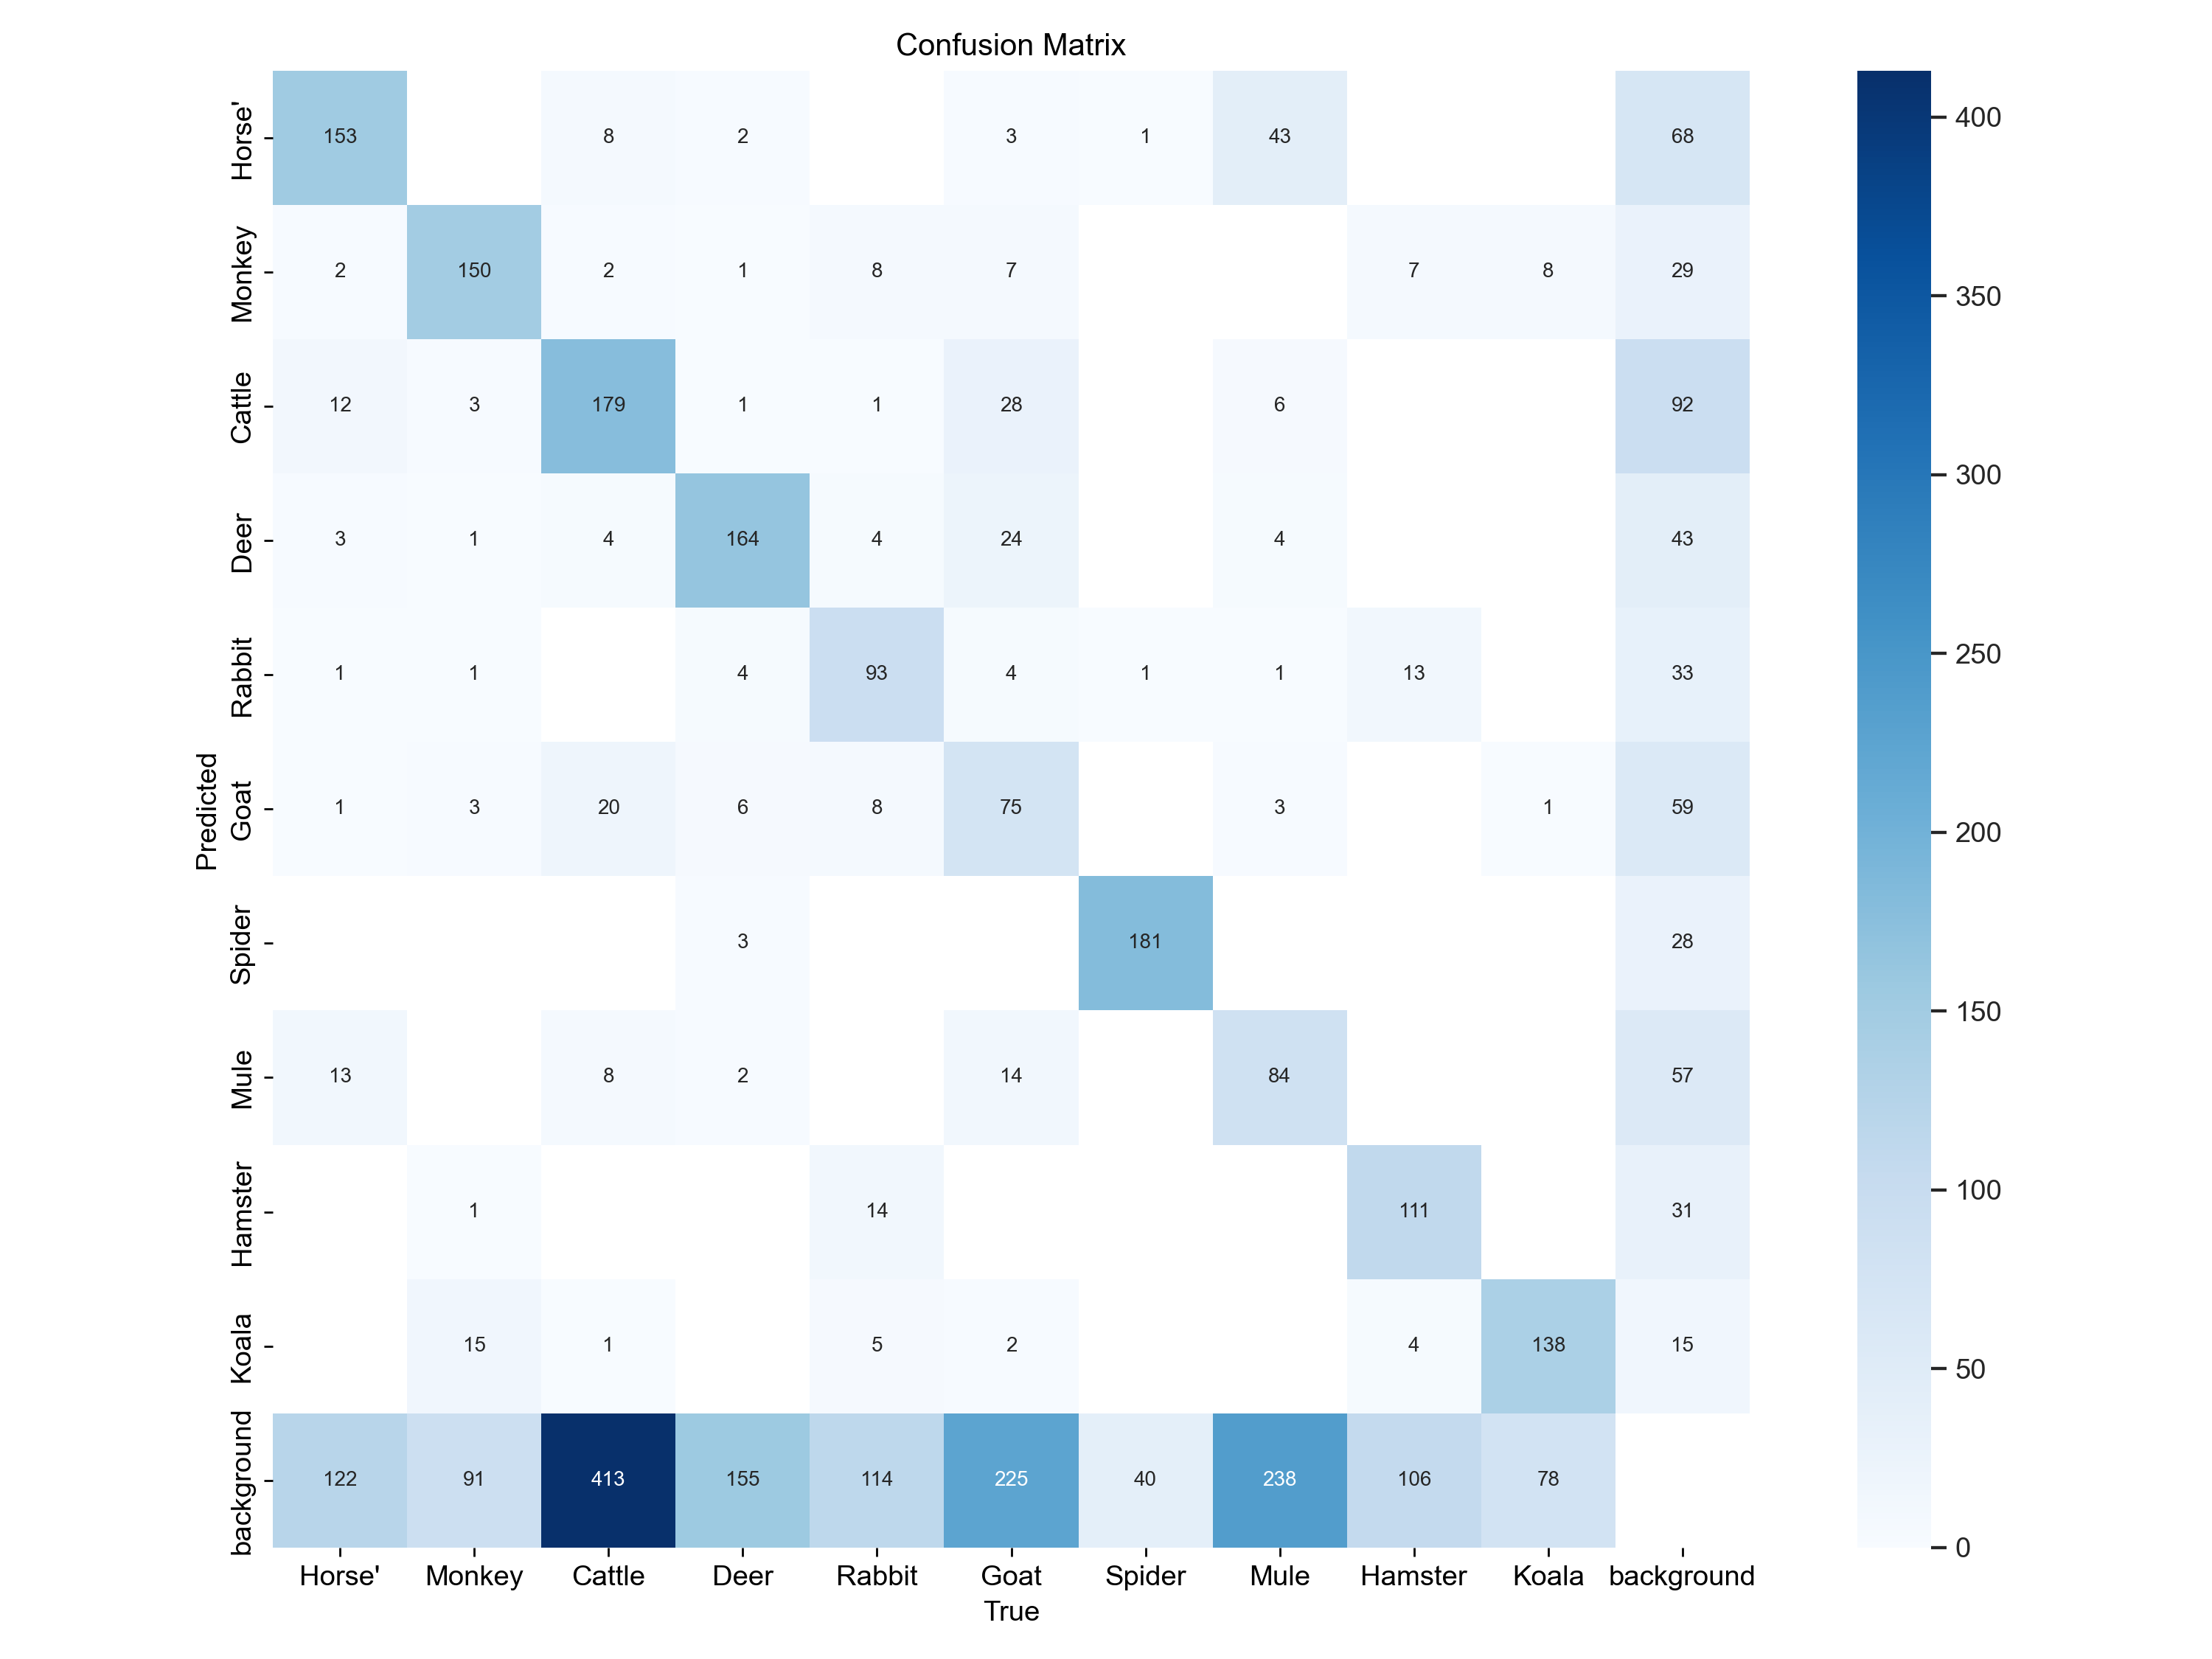 Confusion Matrix
Horse' 153 8 2 3 1 43 68
Monkey 2 150 2 1 8 7 7 8 29
Cattle 12 3 179 1 1 28 6 92
Deer 3 1 4 164 4 24 4 43
Rabbit 1 1 4 93 4 1 1 13 33
Goat 1 3 20 6 8 75 3 1 59
Spider 3 181 28
Mule 13 8 2 14 84 57
Hamster 1 14 111 31
Koala 15 1 5 2 4 138 15
background 122 91 413 155 114 225 40 238 106 78
Horse' Monkey Cattle Deer Rabbit Goat Spider Mule Hamster Koala background
True
Predicted
400
350
300
250
200
150
100
50
0